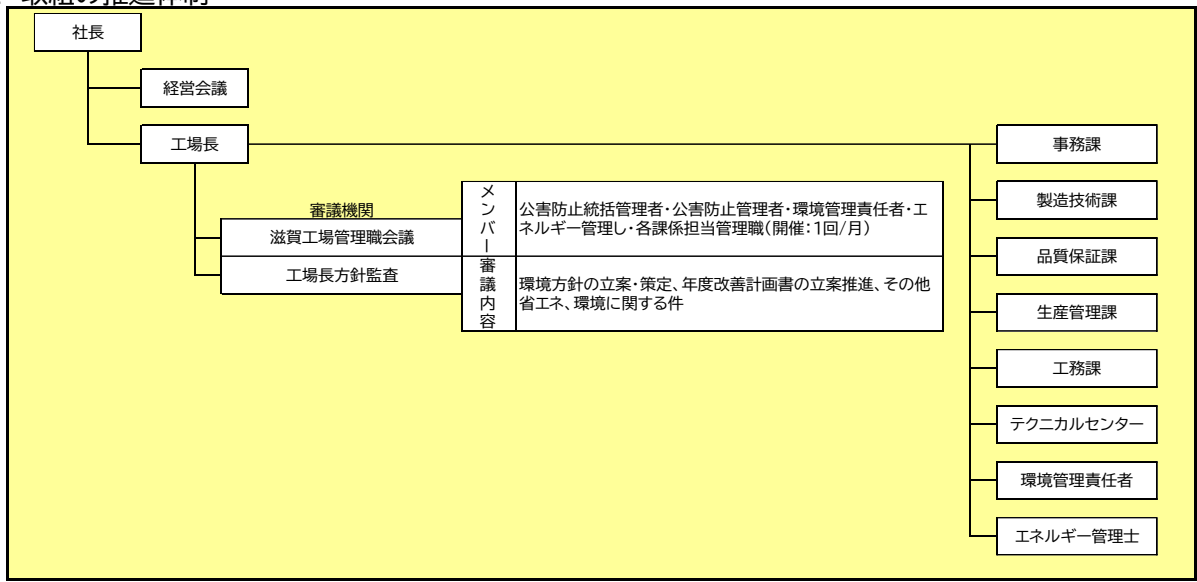 取組の推進体制
社長
経営会議
工場長
審議機関
滋賀工場管理職会議
工場長方針監査
メンバー
公害防止統括管理者・公害防止管理者・環境管理責任者・エ
ネルギー管理し・各課係担当管理職(開催:1回/月)
審議内容
環境方針の立案・策定、年度改善計画書の立案推進、その他
省エネ、環境に関する件
事務課
製造技術課
品質保証課
生産管理課
工務課
テクニカルセンター
環境管理責任者
エネルギー管理士